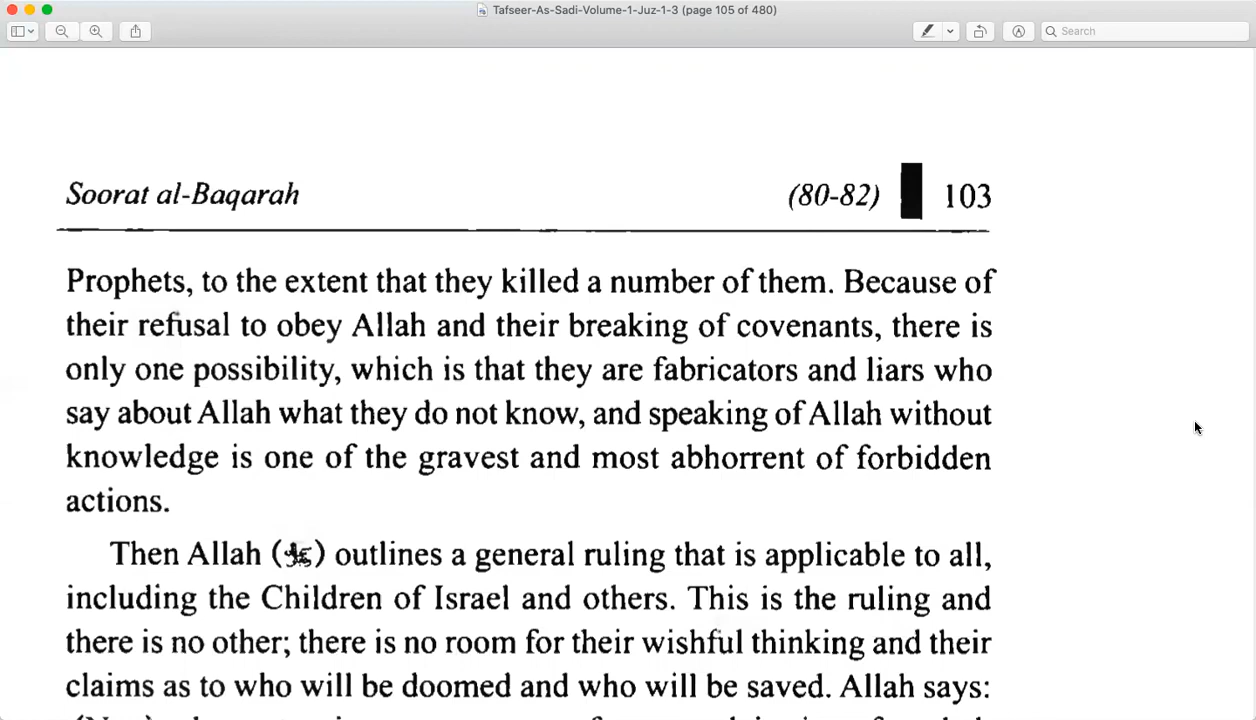 Tafseer-As-Sadi-Volume-1-Juz-1-3 (page 105 of 480)
Search
Soorat al-Baqarah (80-82) 103
Prophets, to the extent that they killed a number of them. Because of
their refusal to obey Allah and their breaking of covenants, there is
only one possibility, which is that they are fabricators and liars who
say about Allah what they do not know, and speaking of Allah without
knowledge is one of the gravest and most abhorrent of forbidden
actions.
Then Allah (ﷻ) outlines a general ruling that is applicable to all,
including the Children of Israel and others. This is the ruling and
there is no other; there is no room for their wishful thinking and their
claims as to who will be doomed and who will be saved. Allah says: